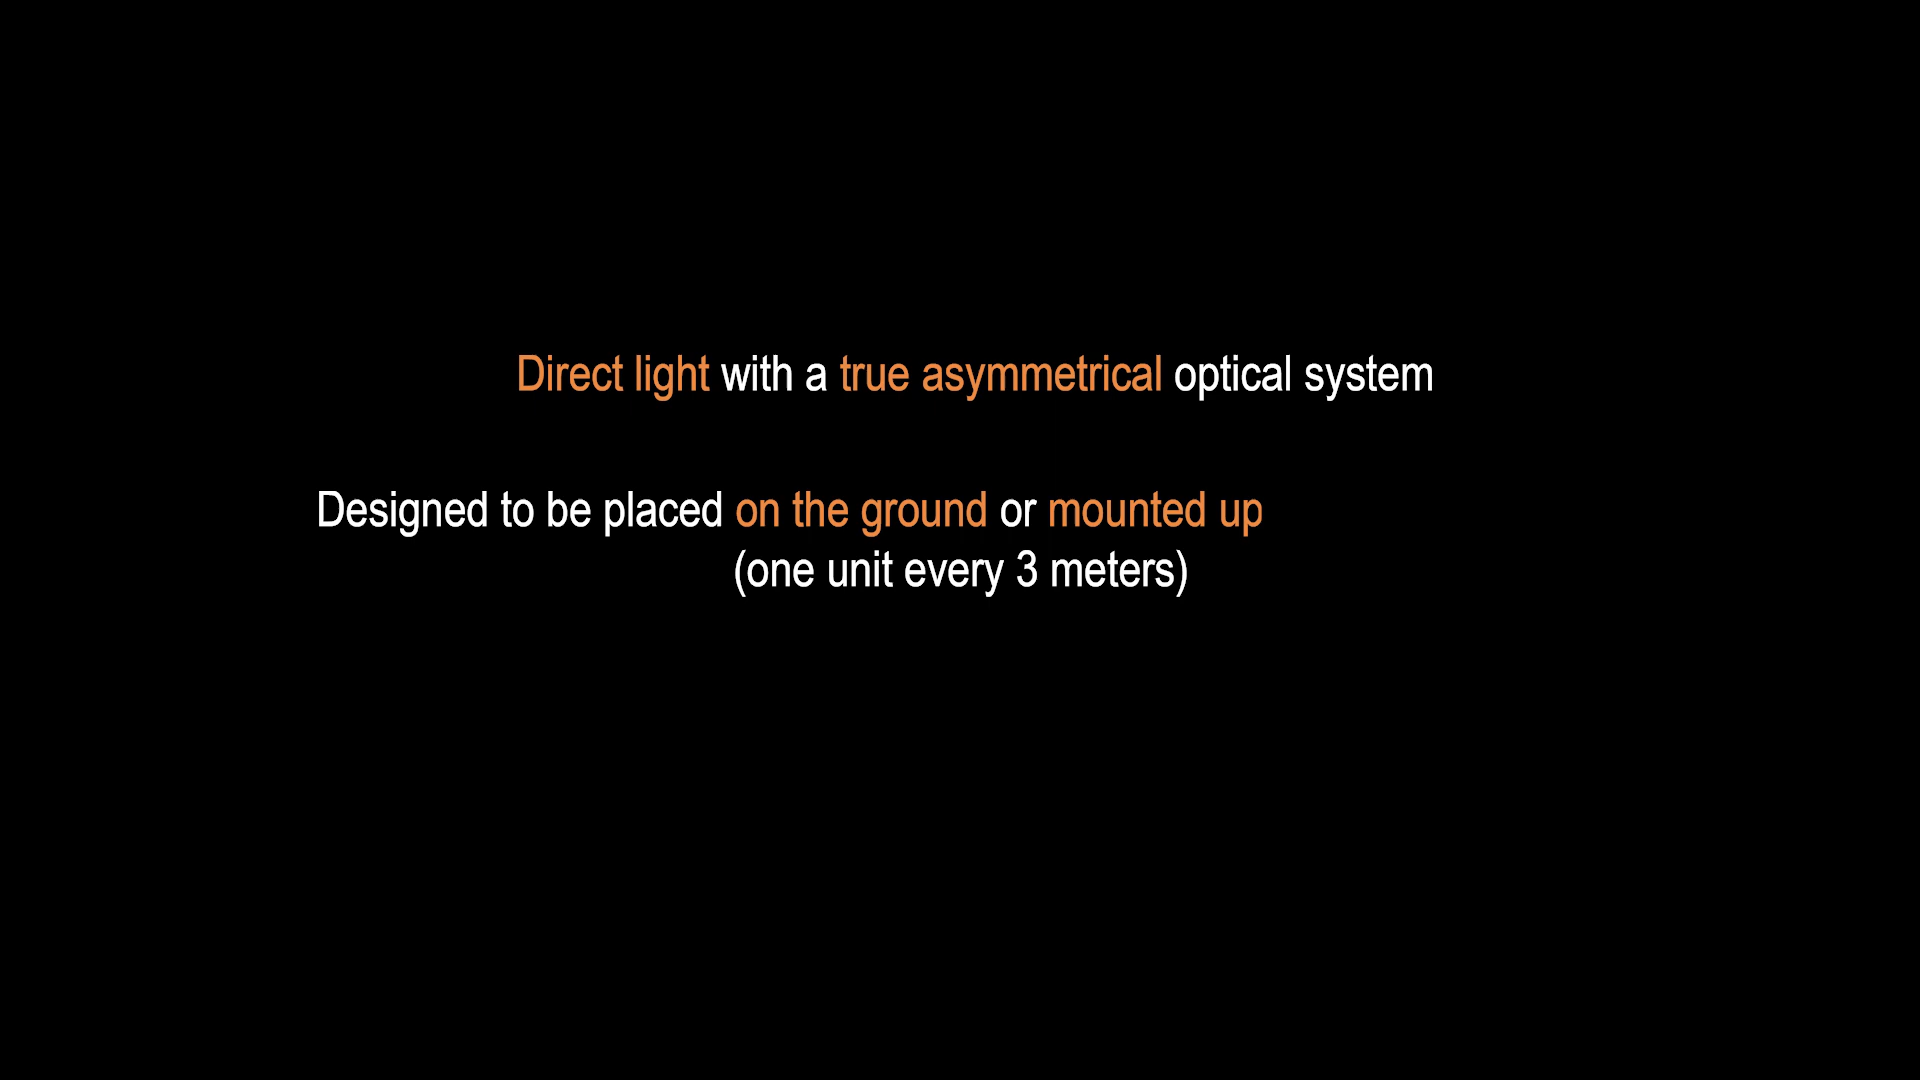 Direct light with a true asymmetrical optical system
Designed to be placed on the ground or mounted up
(one unit every 3 meters)